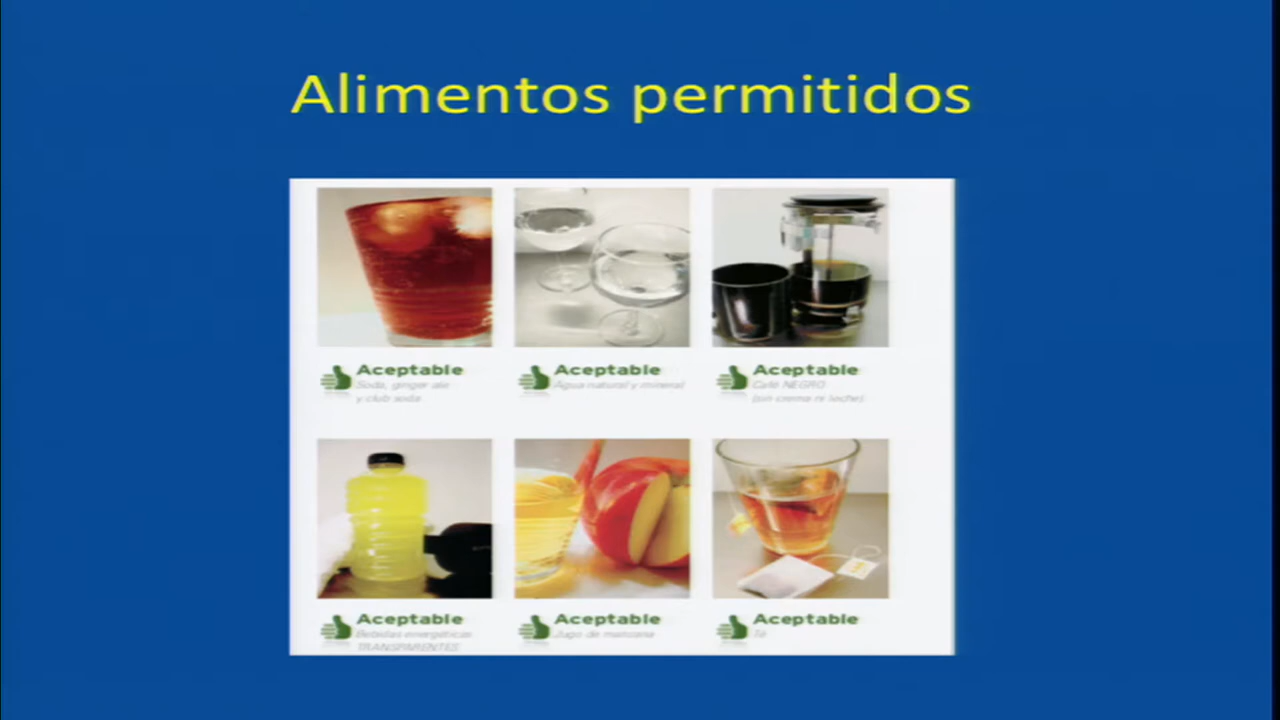 Alimentos permitidos
Aceptable
Soda, ginger ale
y club soda.
Aceptable
Agua natural y mineral
Aceptable
Café NEGRO
(sin crema ni leche).
Aceptable
Bebidas energéticas
TRANSPARENTES
Aceptable
Jugo de manzana
Aceptable
Té